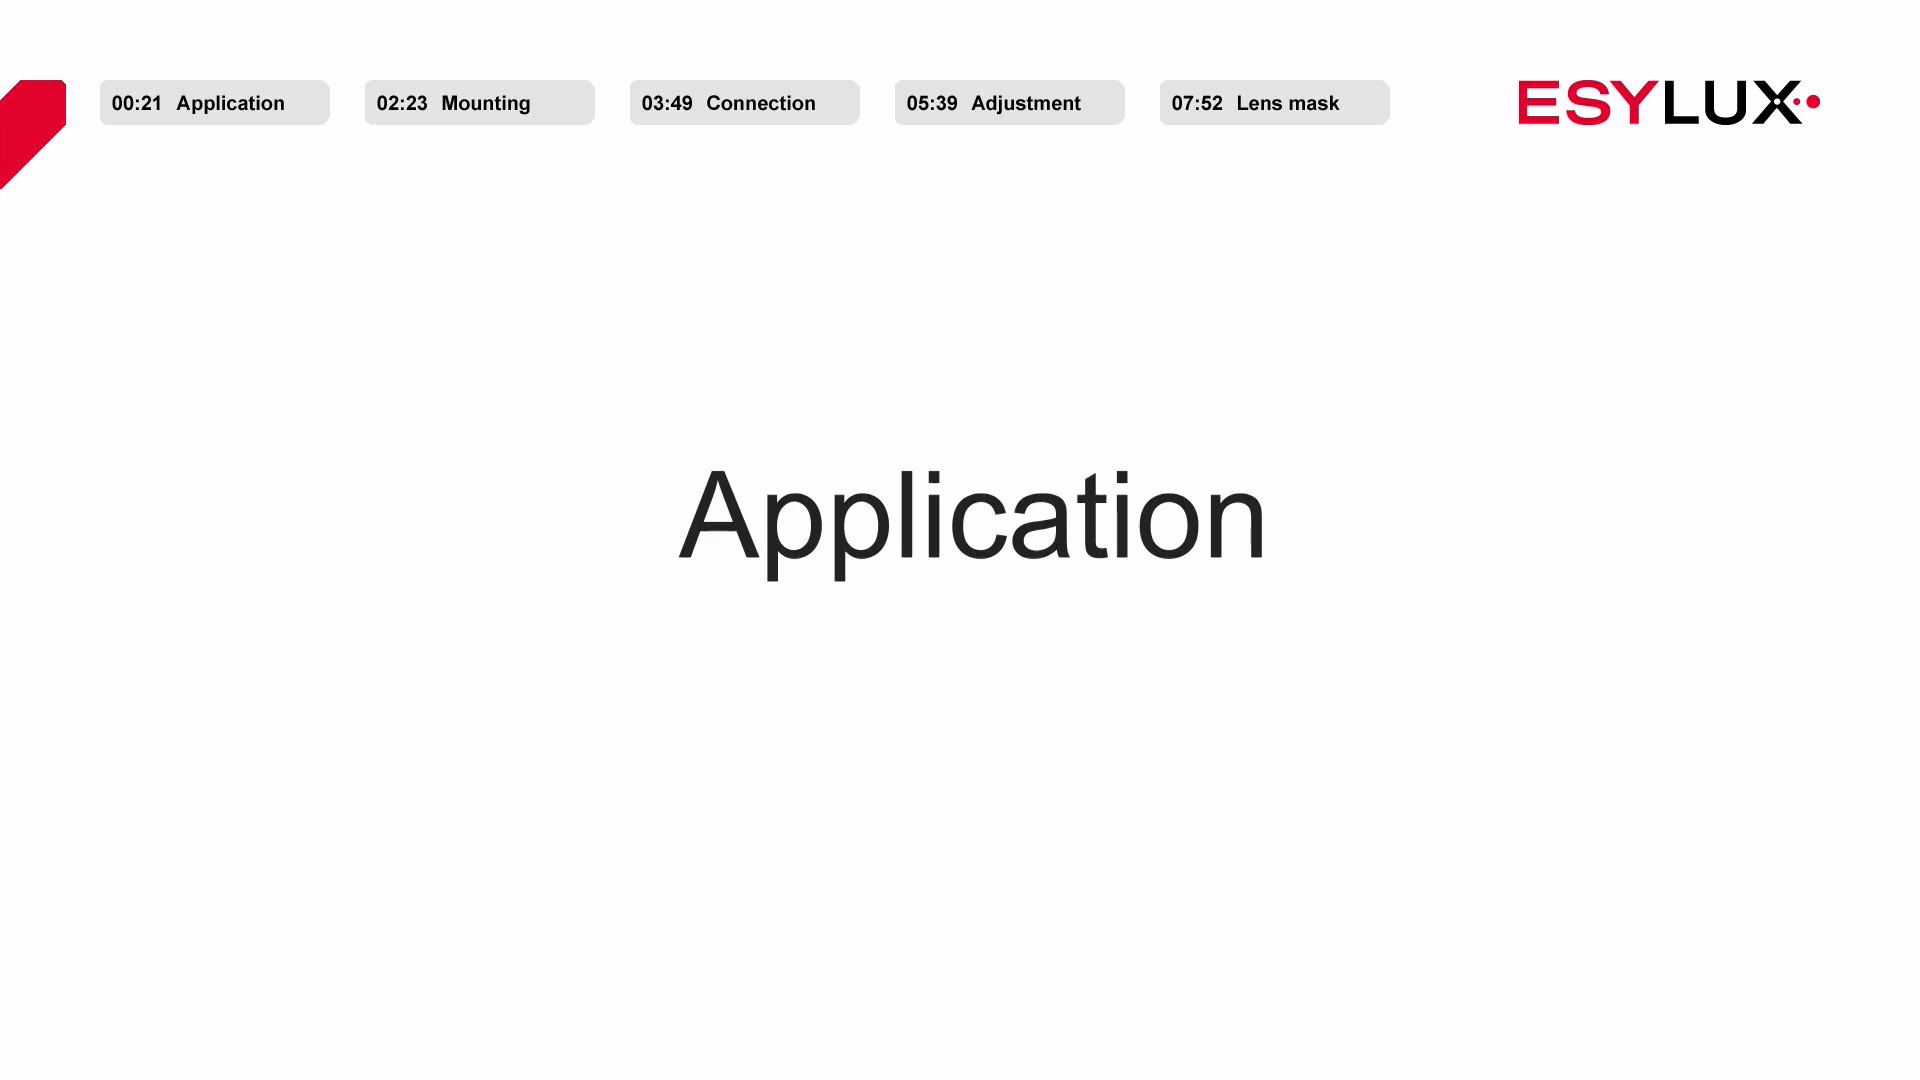 00:21 Application
02:23 Mounting
03:49 Connection
05:39 Adjustment
07:52 Lens mask
ESYLUX
Application